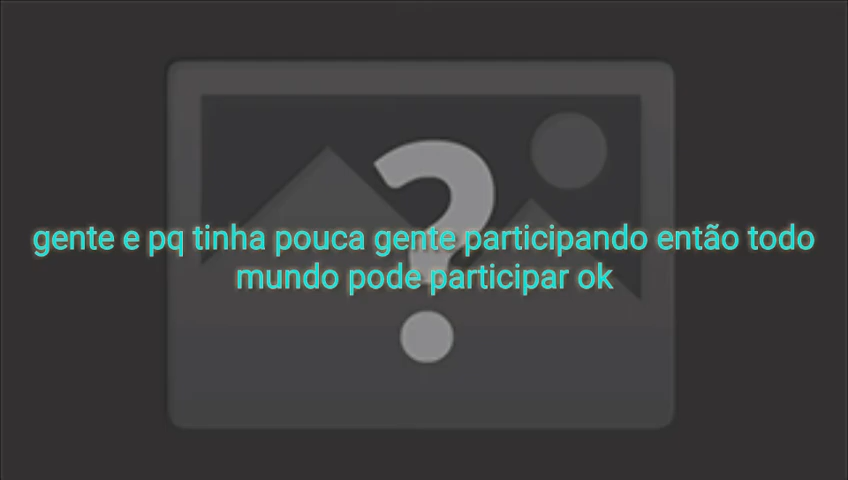 gente e pq tinha pouca gente participando então todo
mundo pode participar ok